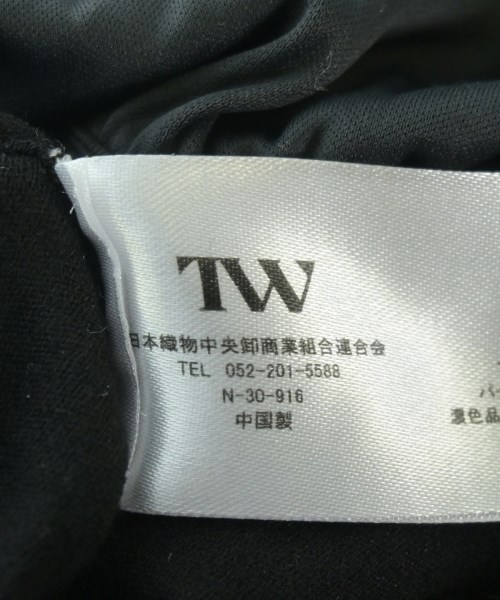 TW
日本織物中央卸商業組合連合会
TEL 052-201-5588
N-30-916
中国製
濃色品